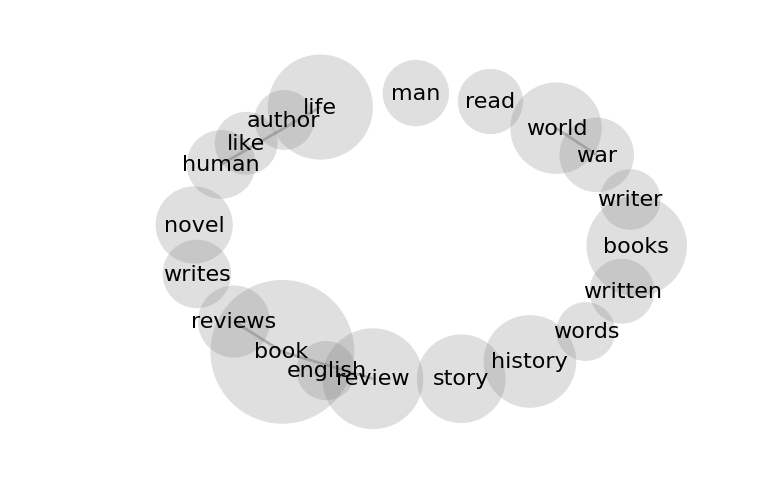 man
read
life
author
world
like
war
human
writer
novel
books
writes
written
reviews
words
book
history
english
review
story